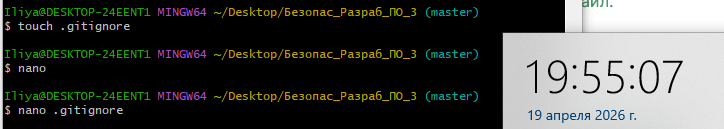 Iliya@DESKTOP-24EENT1 MINGW64 ~/Desktop/Безопас_Разраб_ПО_3 (master)
$ touch .gitignore
Iliya@DESKTOP-24EENT1 MINGW64 ~/Desktop/Безопас_Разраб_ПО_3 (master)
$ nano
Iliya@DESKTOP-24EENT1 MINGW64 ~/Desktop/Безопас_Разраб_ПО_3 (master)
$ nano .gitignore
19:55:07
19 апреля 2026 г.